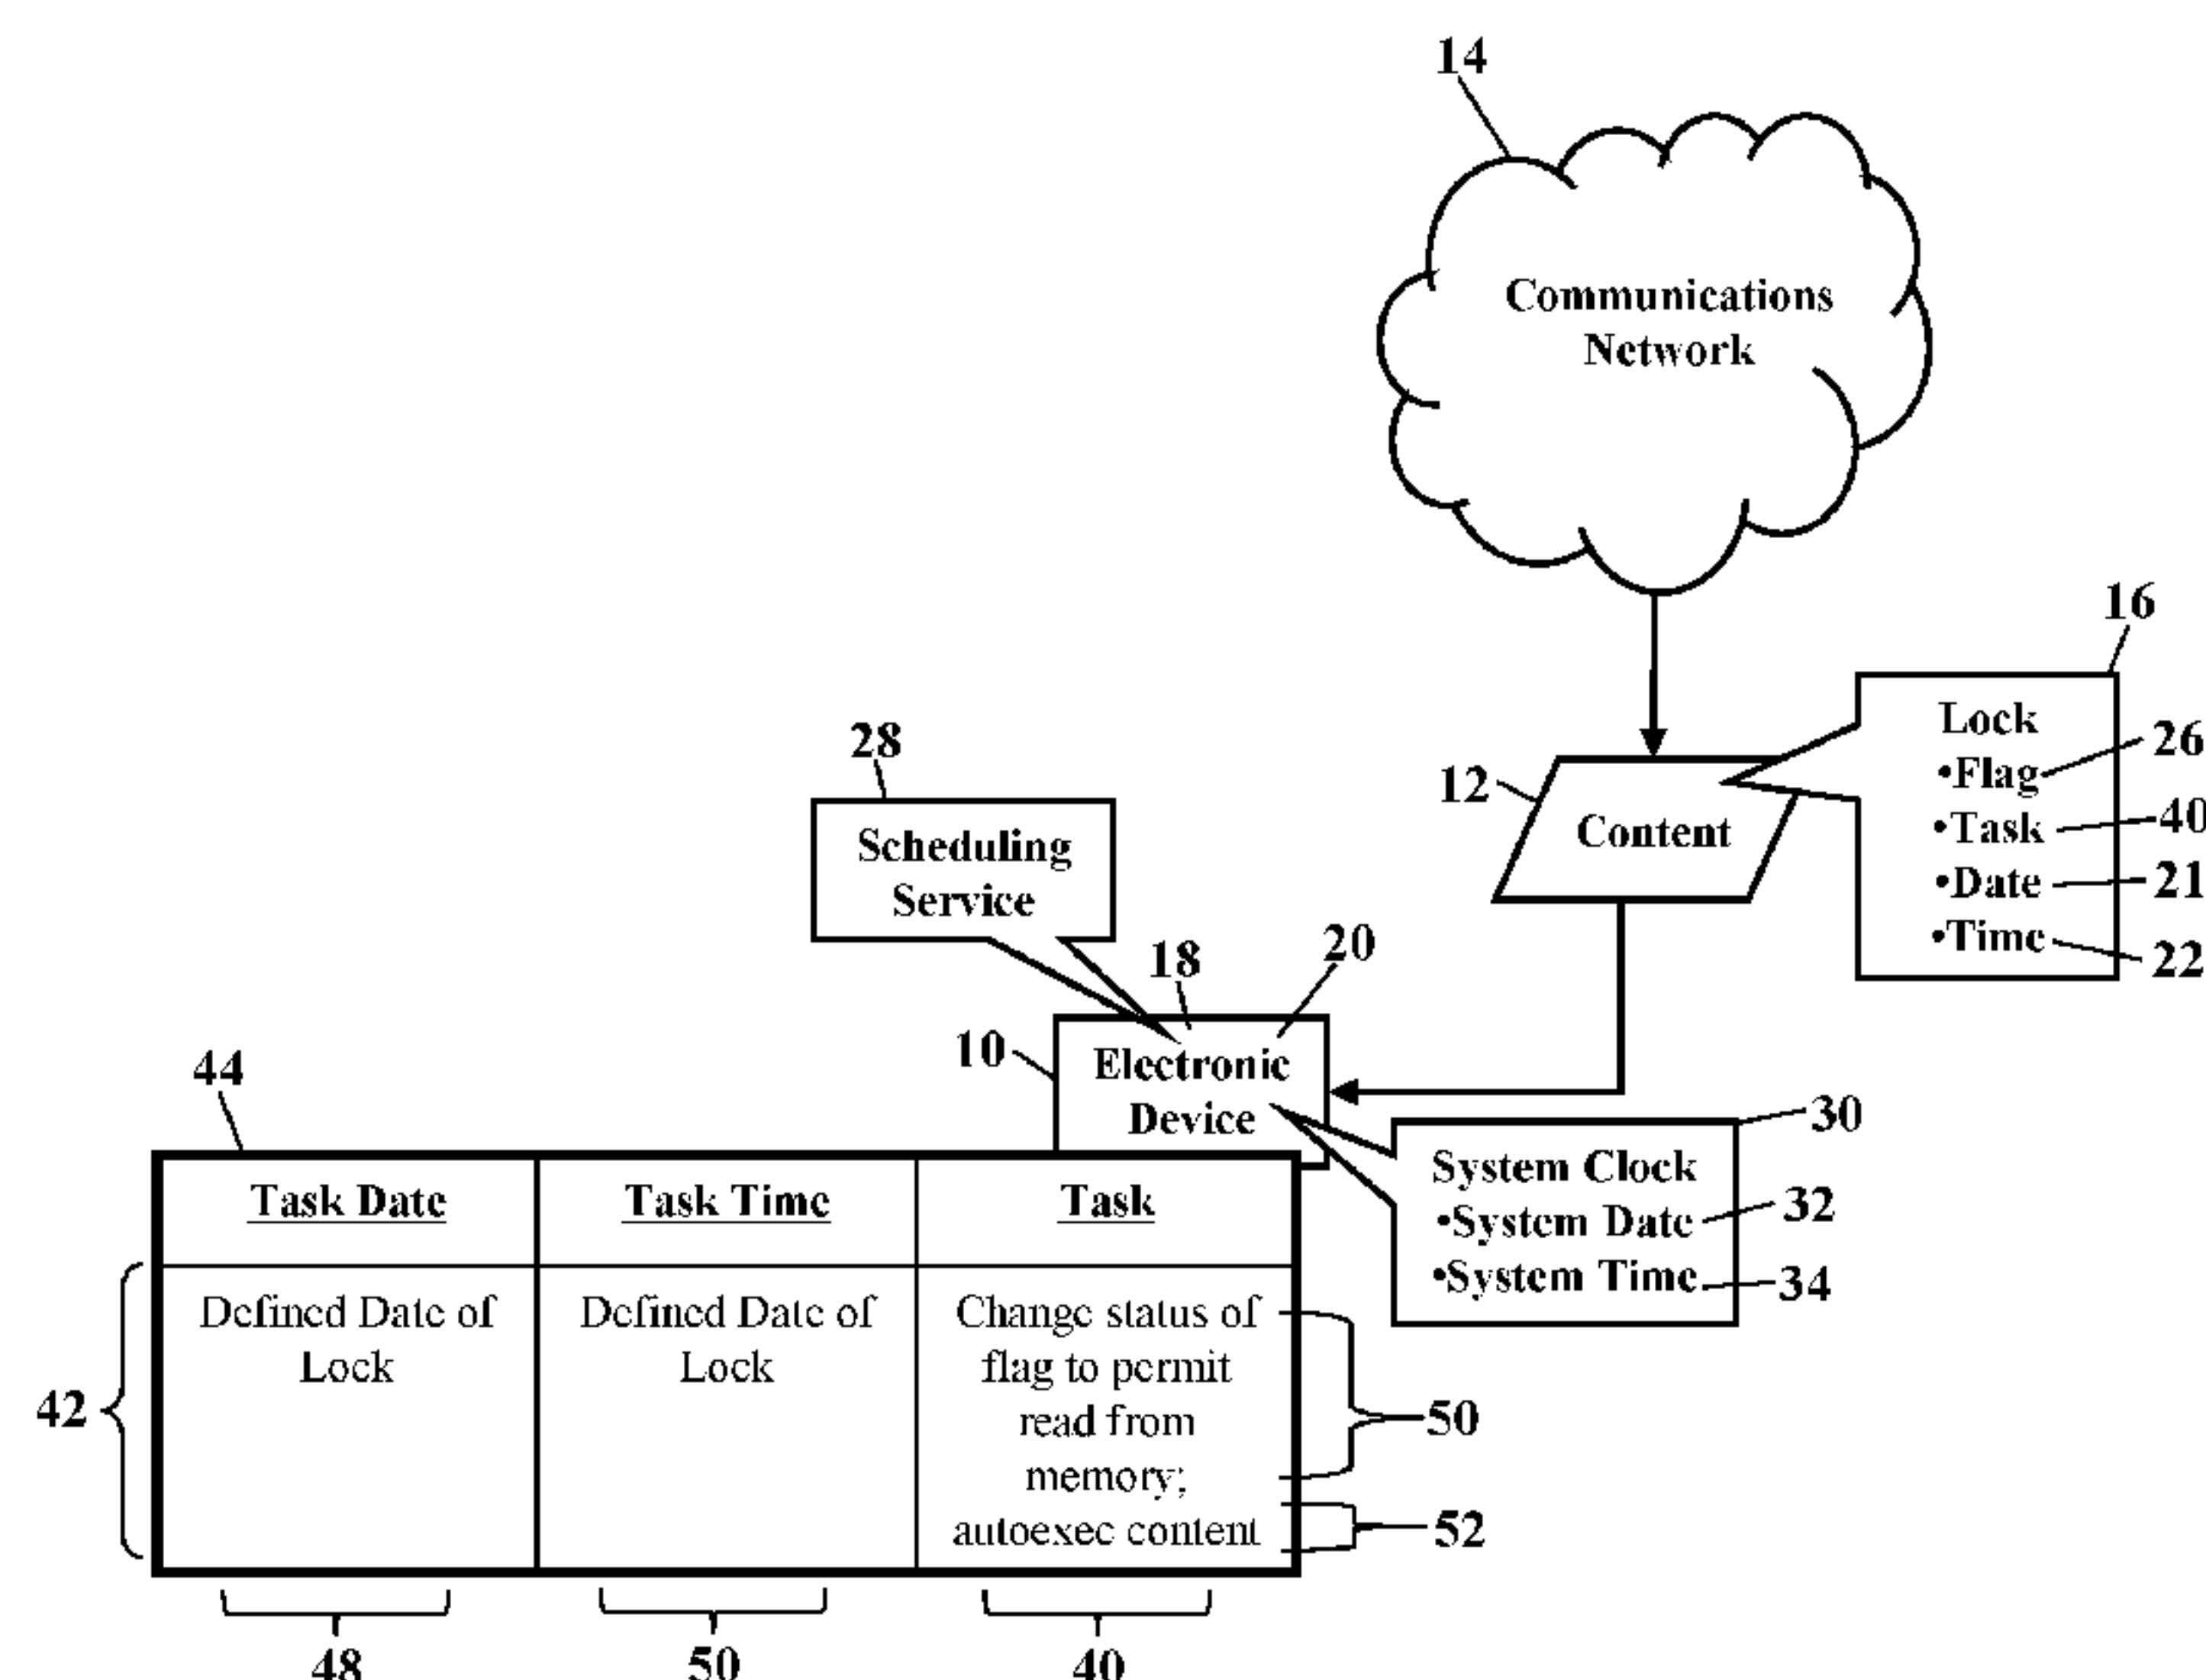 14
Communications
Network
16
Lock
•Flag
26
•Task
40
•Date
21
•Time
22
12
Content
28
Scheduling
Service
18
20
10
Electronic
Device
30
System Clock
•System Date
32
•System Time
34
44
Task Date
Task Time
Task
42
Defined Date of
Lock
Defined Date of
Lock
Change status of
flag to permit
read from
memory;
autoexec content
50
52
48
50
40